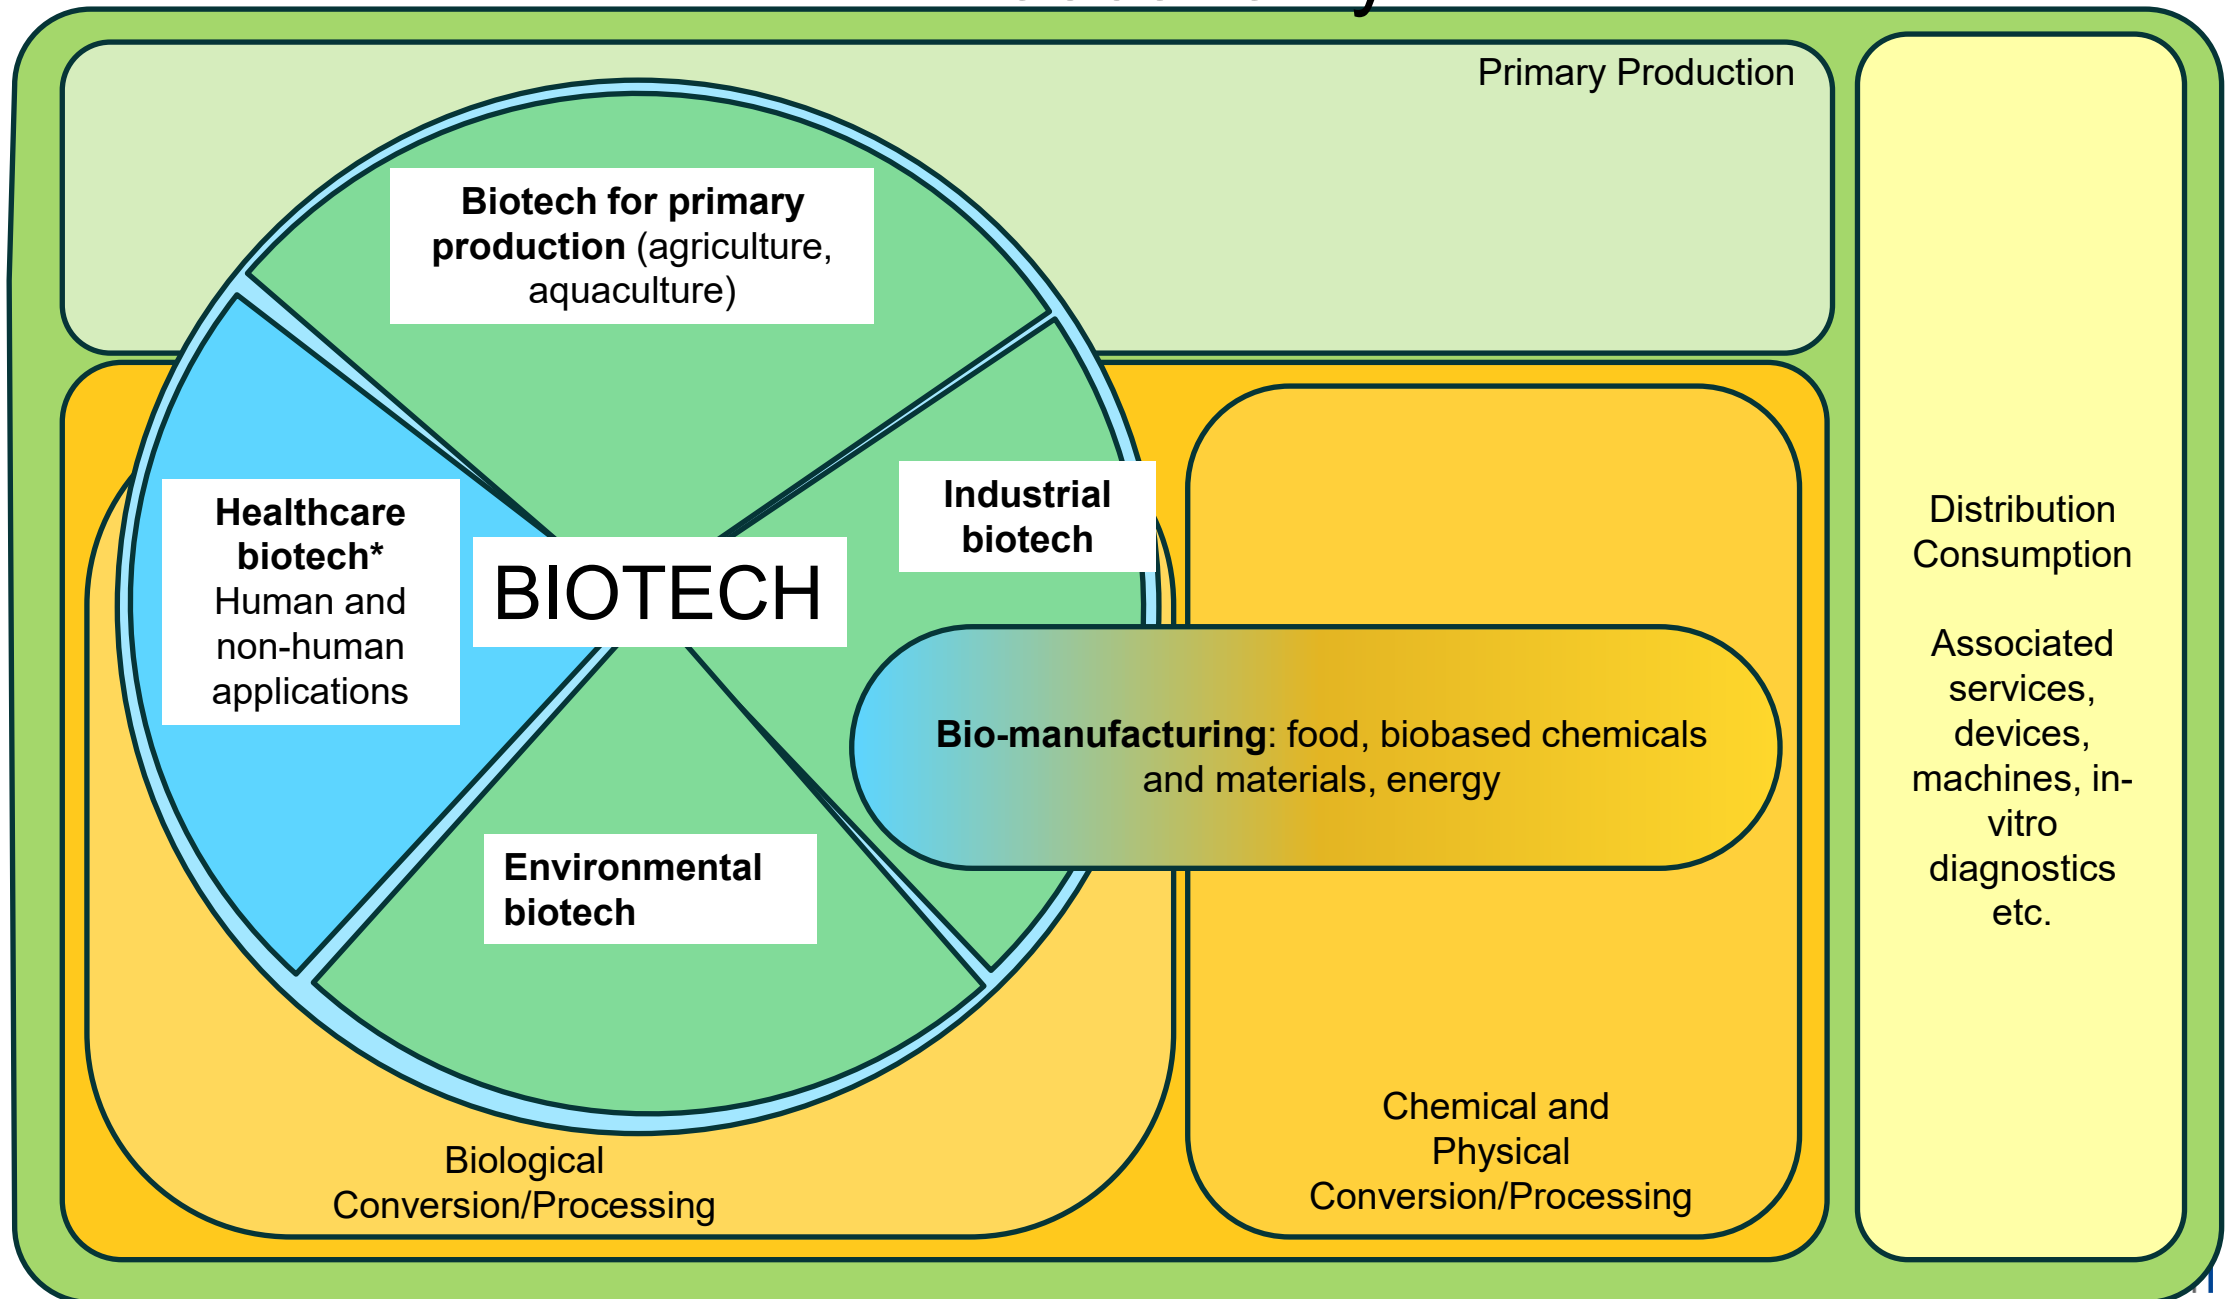 Primary Production
Biotech for primary
production (agriculture,
aquaculture)
Healthcare
biotech*
Human and
non-human
applications
BIOTECH
Industrial
biotech
Bio-manufacturing: food, biobased chemicals
and materials, energy
Environmental
biotech
Biological
Conversion/Processing
Chemical and
Physical
Conversion/Processing
Distribution
Consumption
Associated
services,
devices,
machines, in-
vitro
diagnostics
etc.